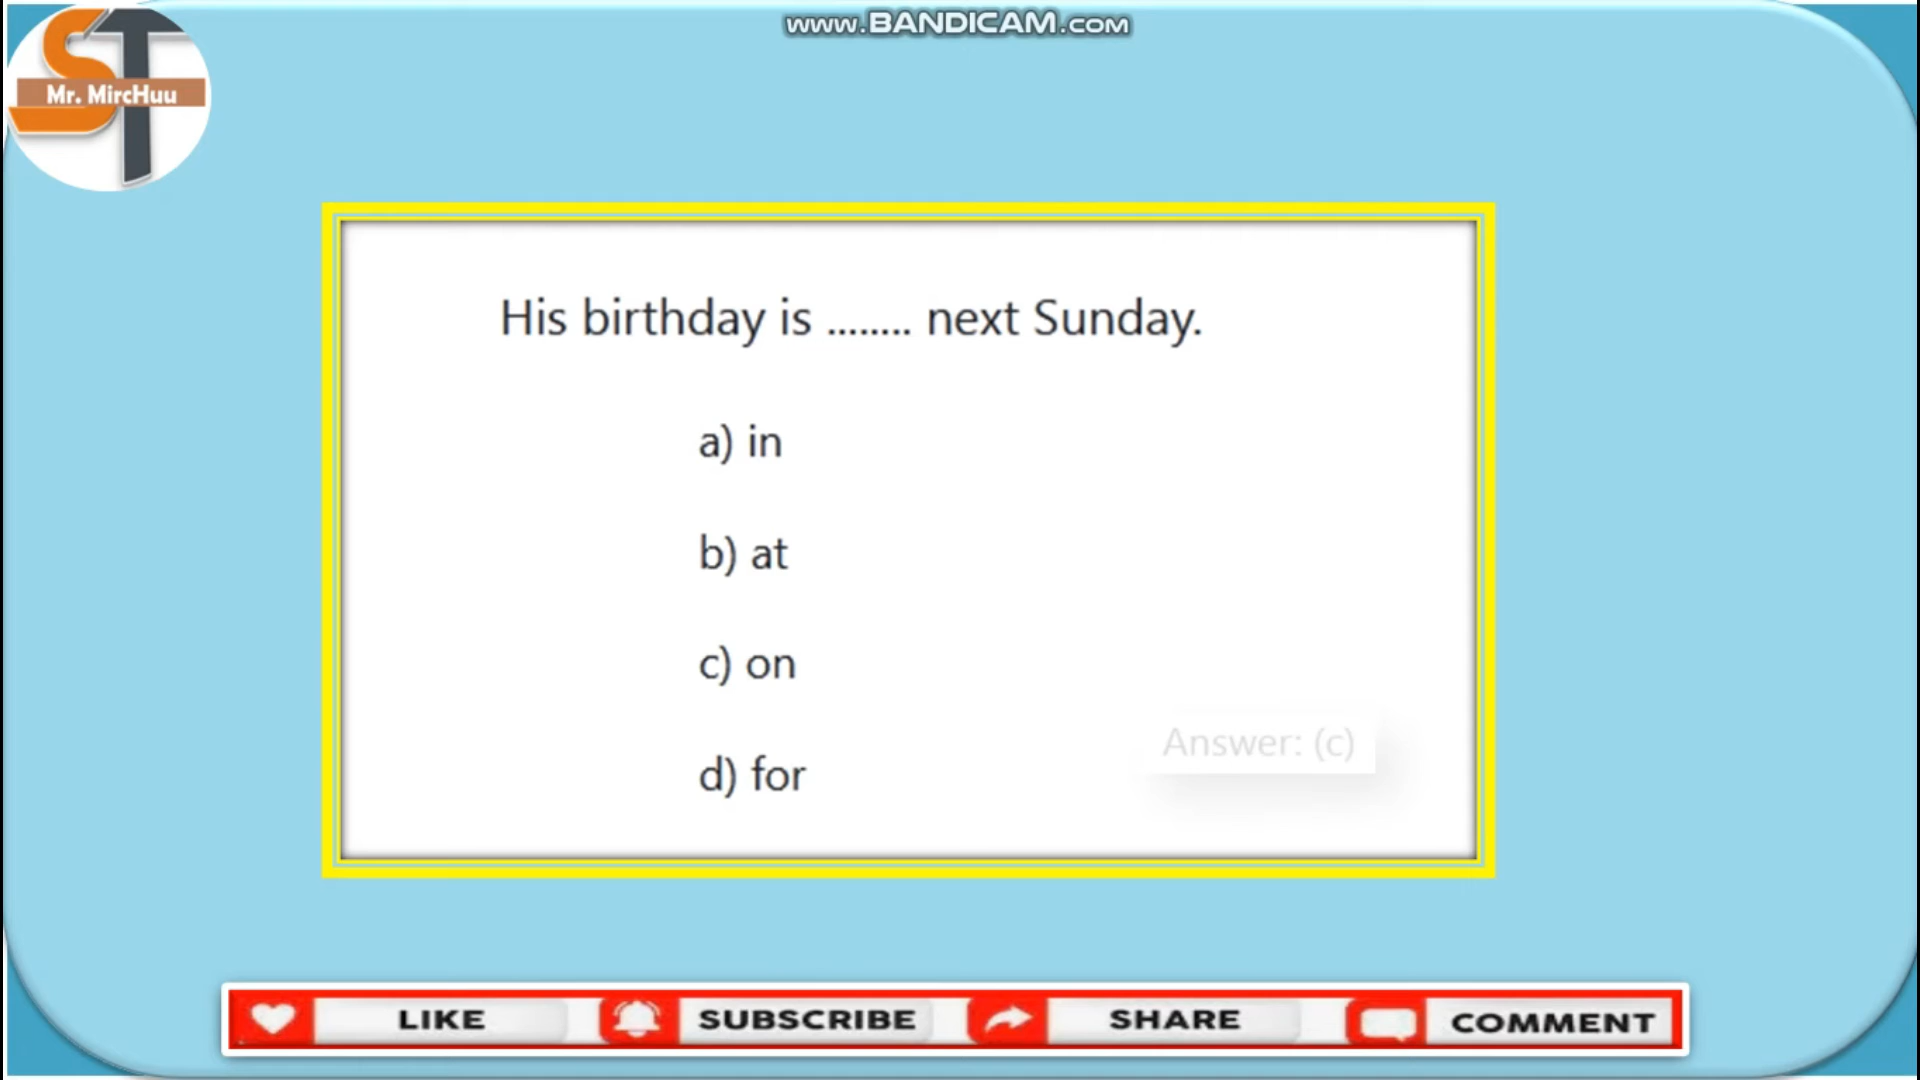 www.BANDICAM.com
ST
Mr. MircHuu
His birthday is ........ next Sunday.
a) in
b) at
c) on
d) for
Answer: (c)
LIKE
SUBSCRIBE
SHARE
COMMENT